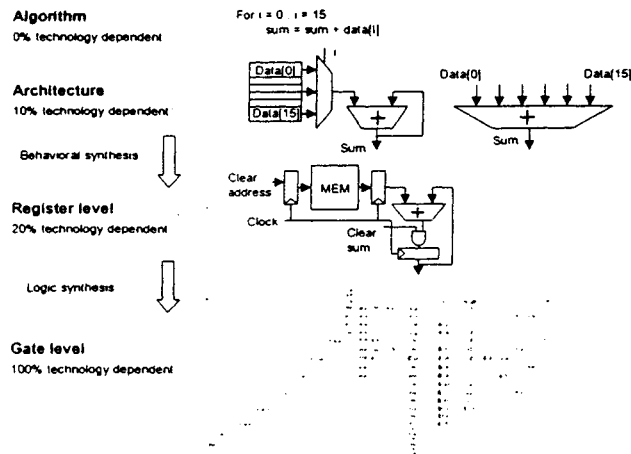 Algorithm
0% technology dependent
For i = 0 : i = 15
sum = sum + data[i]
i
Data[0]
Data[15]
+
Sum
Data[0]
Data[15]
+
Sum
Architecture
10% technology dependent
Behavioral synthesis
Clear
address
MEM
+
Clock
Clear
sum
Register level
20% technology dependent
Logic synthesis
Gate level
100% technology dependent